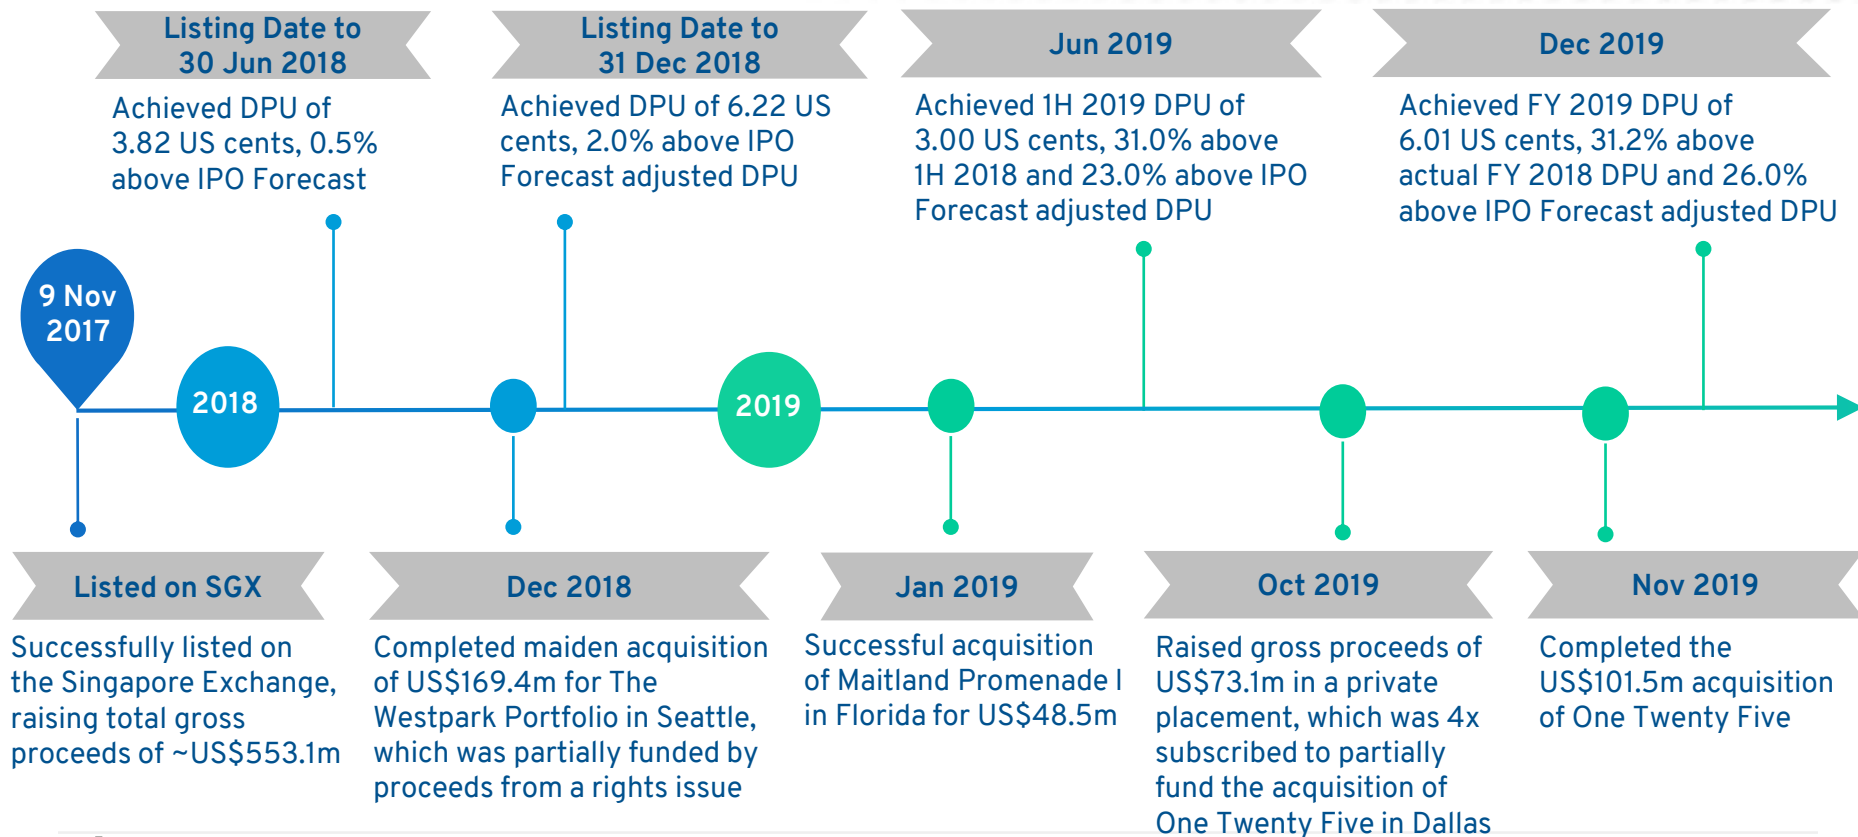 Listing Date to
30 Jun 2018
Achieved DPU of
3.82 US cents, 0.5%
above IPO Forecast
Listing Date to
31 Dec 2018
Achieved DPU of 6.22 US
cents, 2.0% above IPO
Forecast adjusted DPU
Jun 2019
Achieved 1H 2019 DPU of
3.00 US cents, 31.0% above
1H 2018 and 23.0% above IPO
Forecast adjusted DPU
Dec 2019
Achieved FY 2019 DPU of
6.01 US cents, 31.2% above
actual FY 2018 DPU and 26.0%
above IPO Forecast adjusted DPU
9 Nov
2017
2018
2019
Listed on SGX
Successfully listed on
the Singapore Exchange,
raising total gross
proceeds of ~US$553.1m
Dec 2018
Completed maiden acquisition
of US$169.4m for The
Westpark Portfolio in Seattle,
which was partially funded by
proceeds from a rights issue
Jan 2019
Successful acquisition
of Maitland Promenade I
in Florida for US$48.5m
Oct 2019
Raised gross proceeds of
US$73.1m in a private
placement, which was 4x
subscribed to partially
fund the acquisition of
One Twenty Five in Dallas
Nov 2019
Completed the
US$101.5m acquisition
of One Twenty Five